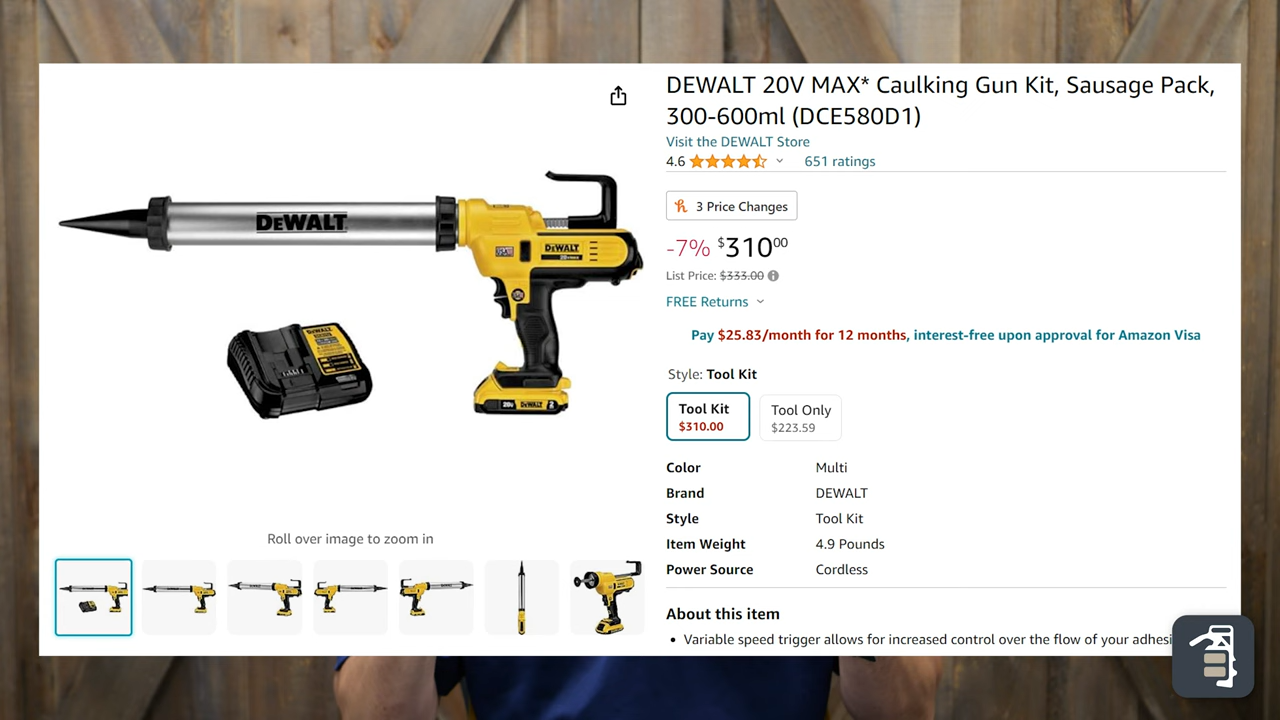 DEWALT 20V MAX* Caulking Gun Kit, Sausage Pack,
300-600ml (DCE580D1)
Visit the DEWALT Store
4.6
651 ratings
3 Price Changes
-7% $31000
List Price: $333.00
FREE Returns
Pay $25.83/month for 12 months, interest-free upon approval for Amazon Visa
Style: Tool Kit
Tool Kit
$310.00
Tool Only
$223.59
Color Multi
Brand DEWALT
Style Tool Kit
Item Weight 4.9 Pounds
Power Source Cordless
About this item
• Variable speed trigger allows for increased control over the flow of your adhesi
DEWALT
DEWALT
DEWALT
20V DEWALT
Roll over image to zoom in